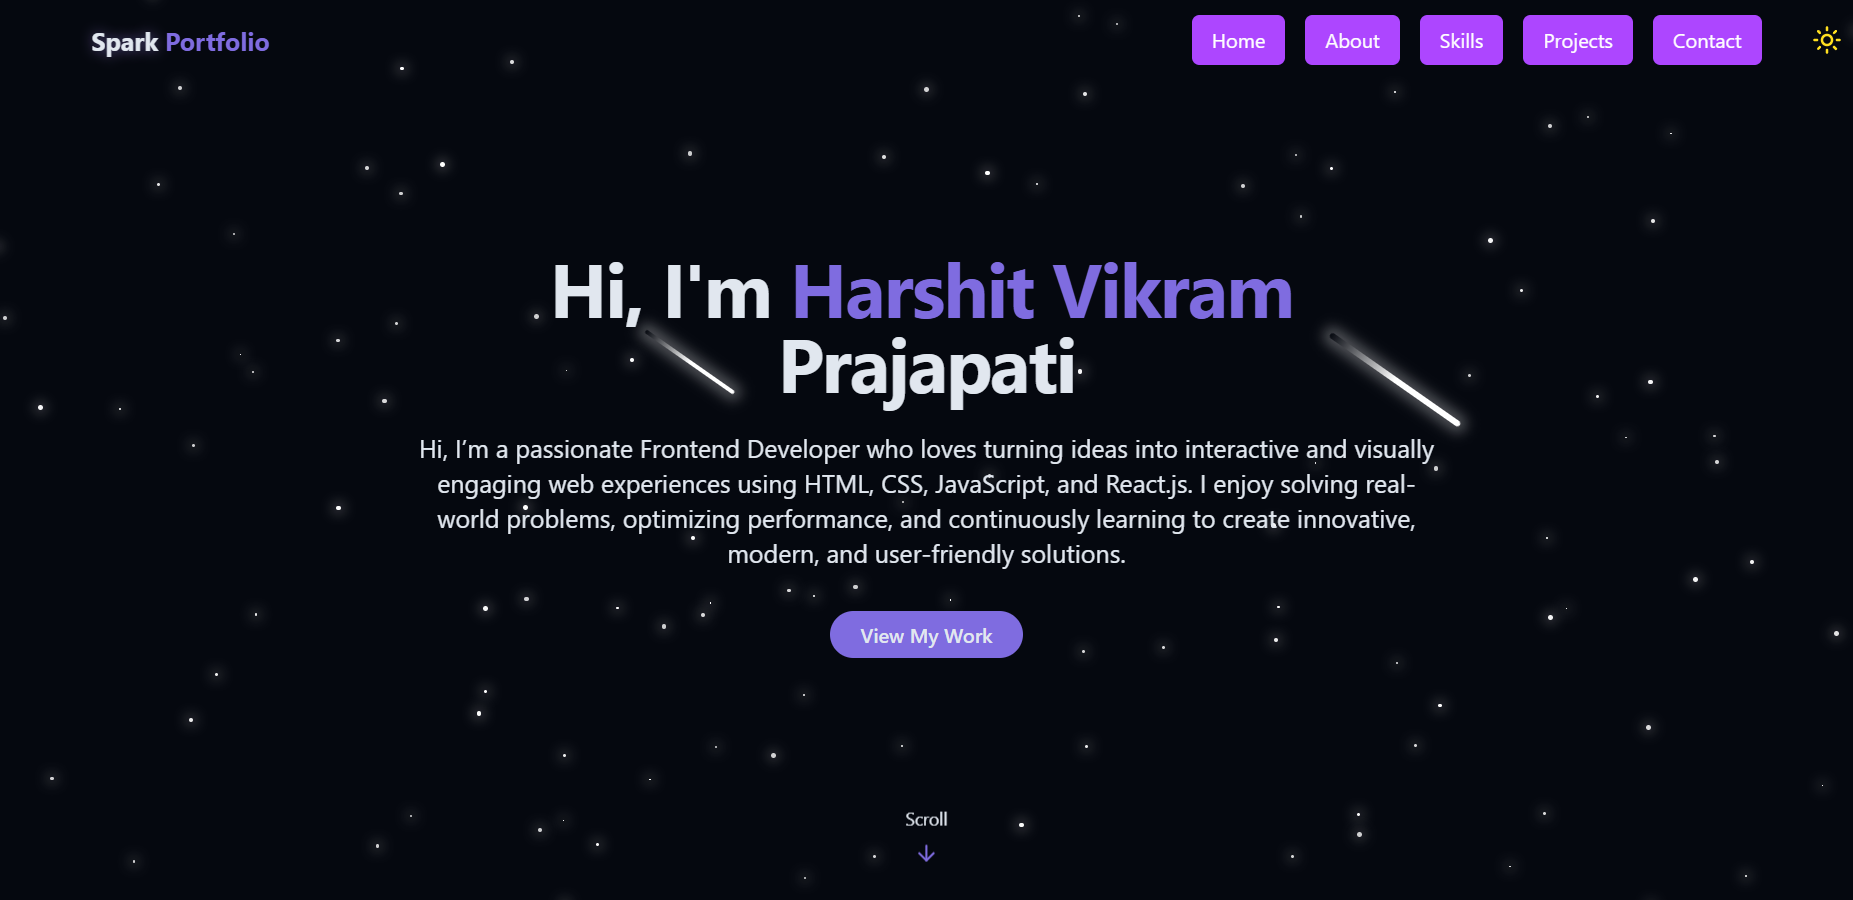 Spark Portfolio
Home
About
Skills
Projects
Contact
Hi, I'm Harshit Vikram
Prajapati
Hi, I’m a passionate Frontend Developer who loves turning ideas into interactive and visually
engaging web experiences using HTML, CSS, JavaScript, and React.js. I enjoy solving real-
world problems, optimizing performance, and continuously learning to create innovative,
modern, and user-friendly solutions.
View My Work
Scroll